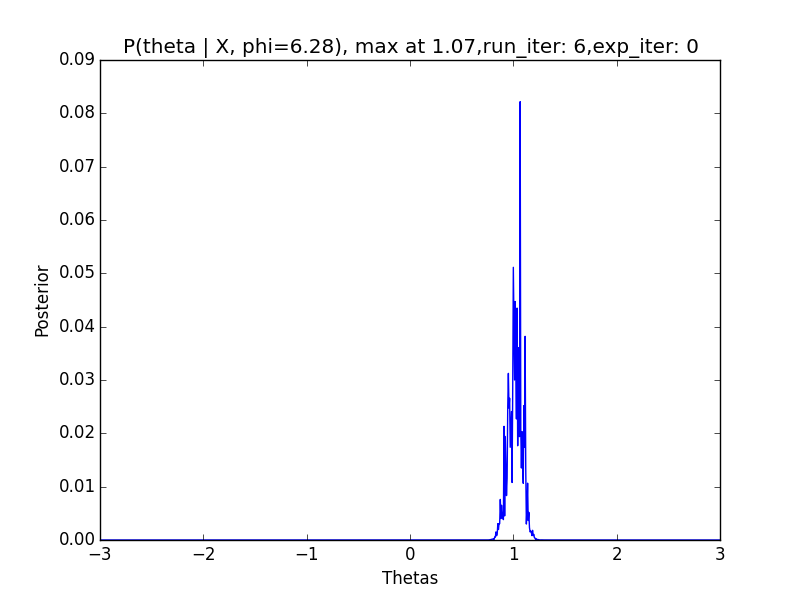 P(theta | X, phi=6.28), max at 1.07,run_iter: 6,exp_iter: 0
0.09
0.08
0.07
0.06
0.05
0.04
0.03
0.02
0.01
0.00
Posterior
−3 −2 −1 0 1 2 3
Thetas